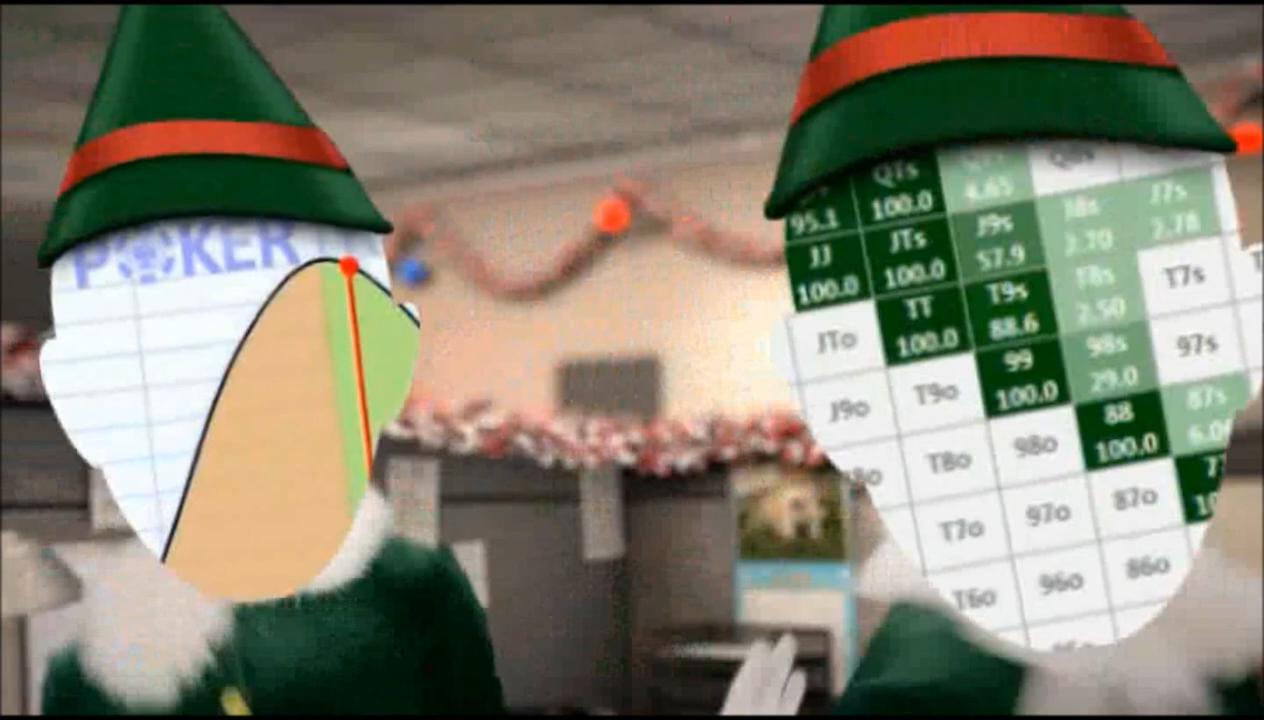 POKER
QTs
95.1 100.0 4.65
JJ JTs J9s J8s J7s
100.0 100.0 57.9 2.70 2.78
JTo TT T9s T8s T7s
100.0 88.6 2.50
J9o T9o 99 98s 97s
100.0 29.0
T8o 98o 88 87s
100.0
T7o 97o 87o
T6o 96o 86o